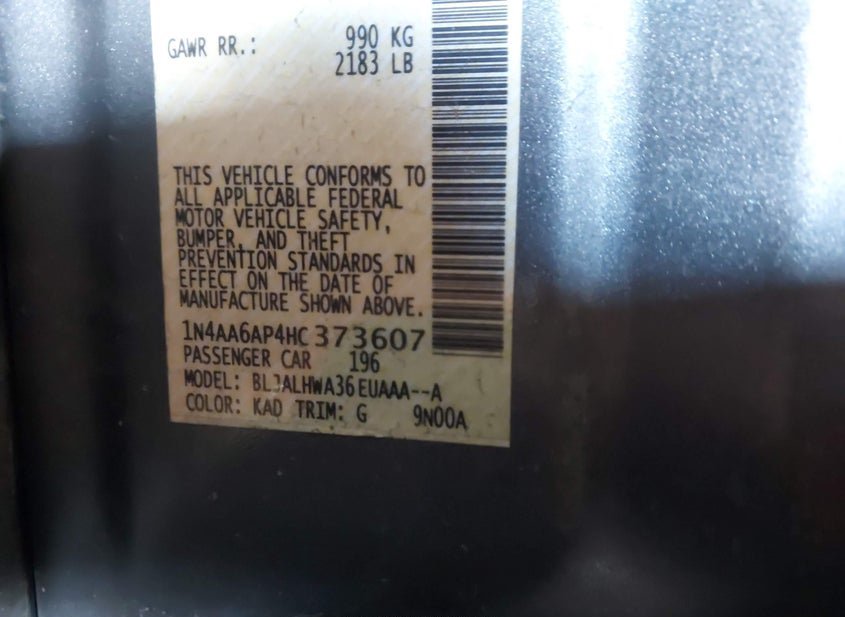 GAWR RR.: 990 KG
2183 LB
THIS VEHICLE CONFORMS TO
ALL APPLICABLE FEDERAL
MOTOR VEHICLE SAFETY,
BUMPER, AND THEFT
PREVENTION STANDARDS IN
EFFECT ON THE DATE OF
MANUFACTURE SHOWN ABOVE.
1N4AA6AP4HC373607
PASSENGER CAR 196
MODEL: BLJALHWA36EUAAA--A
COLOR: KAD TRIM: G 9N00A